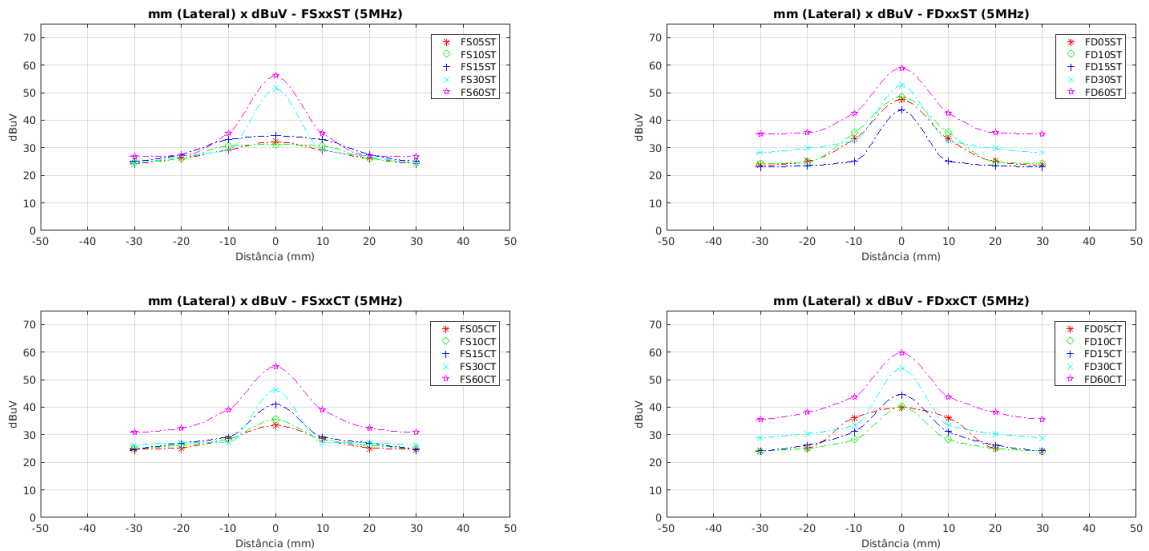 mm (Lateral) x dBuV - FSxxST (5MHz)
70
60
50
40
30
20
10
0
dBuV
FS05ST
FS10ST
FS15ST
FS30ST
FS60ST
-50 -40 -30 -20 -10 0 10 20 30 40 50
Distância (mm)
mm (Lateral) x dBuV - FDxxST (5MHz)
70
60
50
40
30
20
10
0
dBuV
FD05ST
FD10ST
FD15ST
FD30ST
FD60ST
-50 -40 -30 -20 -10 0 10 20 30 40 50
Distância (mm)
mm (Lateral) x dBuV - FSxxCT (5MHz)
70
60
50
40
30
20
10
0
dBuV
FS05CT
FS10CT
FS15CT
FS30CT
FS60CT
-50 -40 -30 -20 -10 0 10 20 30 40 50
Distância (mm)
mm (Lateral) x dBuV - FDxxCT (5MHz)
70
60
50
40
30
20
10
0
dBuV
FD05CT
FD10CT
FD15CT
FD30CT
FD60CT
-50 -40 -30 -20 -10 0 10 20 30 40 50
Distância (mm)